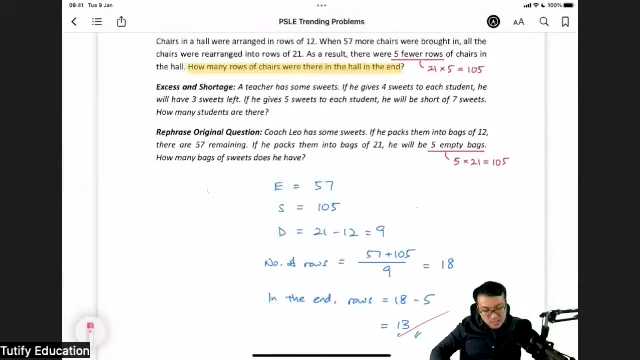 09:41 Tue 9 Jan
100%
PSLE Trending Problems
Chairs in a hall were arranged in rows of 12. When 57 more chairs were brought in, all the
chairs were rearranged into rows of 21. As a result, there were 5 fewer rows of chairs in
the hall. How many rows of chairs were there in the hall in the end?
21 × 5 = 105
Excess and Shortage: A teacher has some sweets. If he gives 4 sweets to each student, he
will have 3 sweets left. If he gives 5 sweets to each student, he will be short of 7 sweets.
How many students are there?
Rephrase Original Question: Coach Leo has some sweets. If he packs them into bags of 12,
there are 57 remaining. If he packs them into bags of 21, he will be 5 empty bags.
How many bags of sweets does he have?
5 × 21 = 105
E = 57
S = 105
D = 21 - 12 = 9
No. of rows = 57 + 105 / 9 = 18
In the end, rows = 18 - 5
= 13
Tutify Education